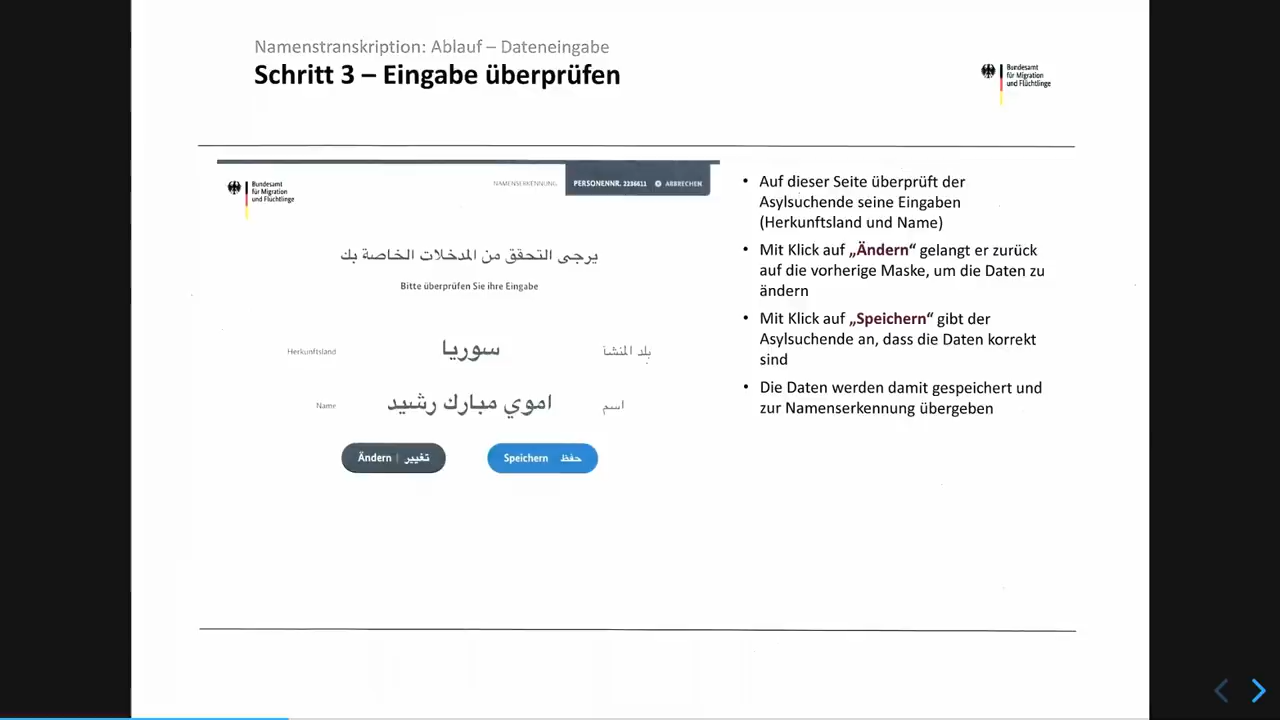 Namenstranskription: Ablauf – Dateneingabe
Schritt 3 – Eingabe überprüfen
Bundesamt
für Migration
und Flüchtlinge
Bundesamt
für Migration
und Flüchtlinge
NAMENSERKENNUNG
PERSONENNR. 2236611
ABBRECHEN
يرجى التحقق من المدخلات الخاصة بك
Bitte überprüfen Sie ihre Eingabe
Herkunftsland سوريا بلد المنشأ
Name اموي مبارك رشيد اسم
Ändern | تغيير
Speichern حفظ
• Auf dieser Seite überprüft der
Asylsuchende seine Eingaben
(Herkunftsland und Name)
• Mit Klick auf „Ändern“ gelangt er zurück
auf die vorherige Maske, um die Daten zu
ändern
• Mit Klick auf „Speichern“ gibt der
Asylsuchende an, dass die Daten korrekt
sind
• Die Daten werden damit gespeichert und
zur Namenserkennung übergeben